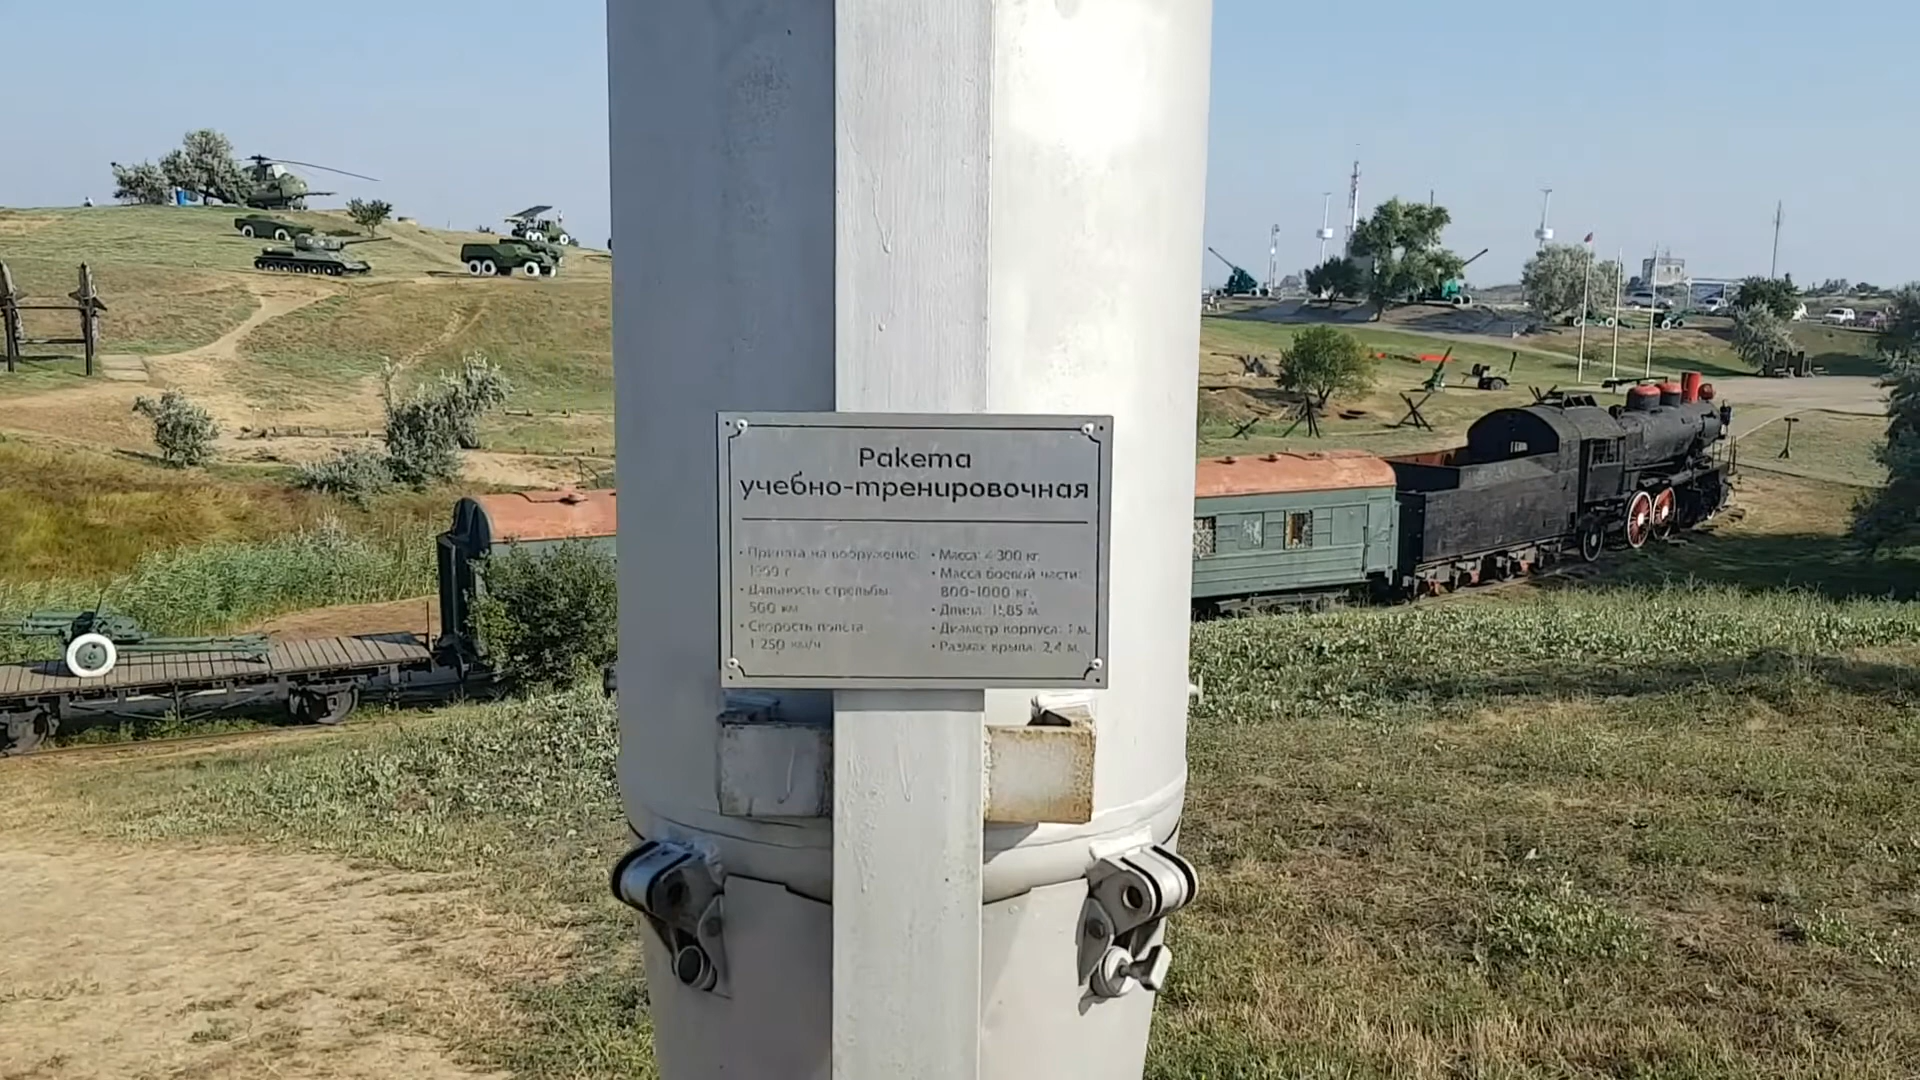 Ракета
учебно-тренировочная
• Принята на вооружение:
• Дальность стрельбы:
500 км
• Скорость полёта:
1 250 км/ч
• Масса: 4 300 кг.
• Масса боевой части:
800-1000 кг.
• Длина: 11,85 м.
• Диаметр корпуса: 1 м.
• Размах крыла: 2,4 м.